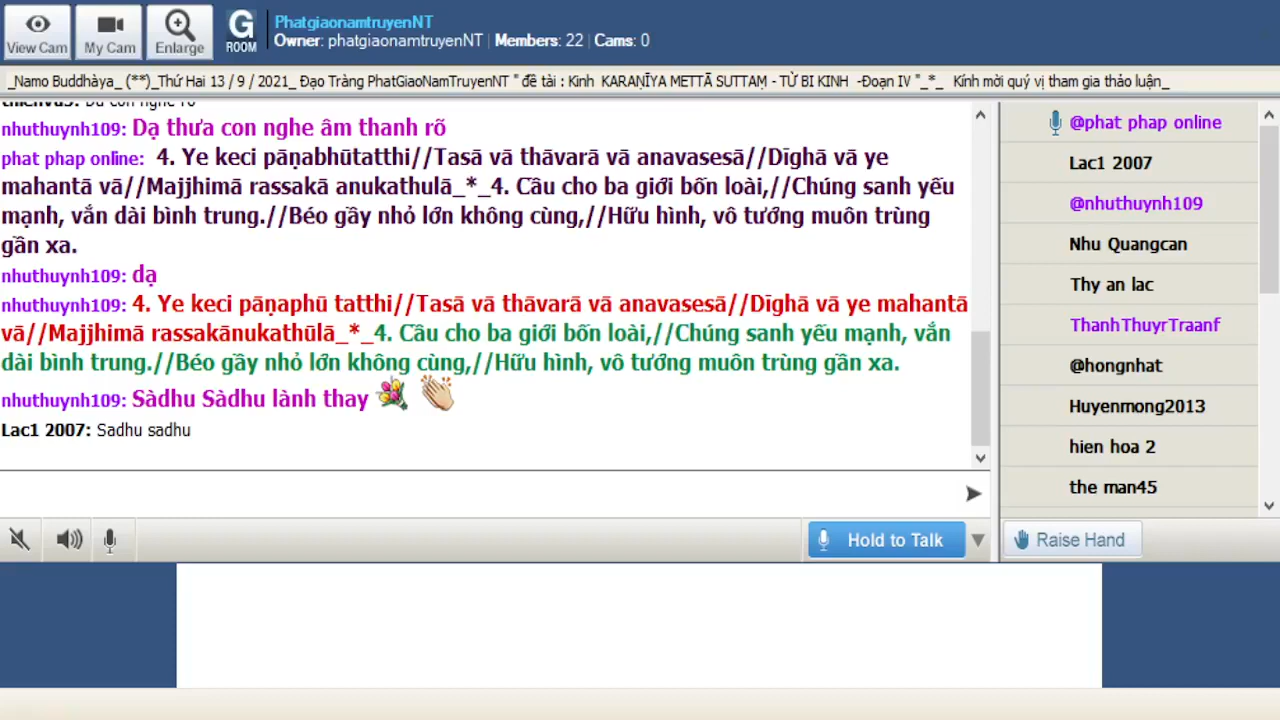 View Cam
My Cam
Enlarge
G
ROOM
PhatgiaonamtruyenNT
Owner: phatgiaonamtruyenNT | Members: 22 | Cams: 0
_Namo Buddhàya_ (**)_Thứ Hai 13 / 9 / 2021_ Đạo Tràng PhatGiaoNamTruyenNT " đề tài : Kinh KARAṆĪYA METTĀ SUTTAṂ - TỪ BI KINH -Đoạn IV "_*_ Kính mời quý vị tham gia thảo luận_
nhuthuynh109: Dạ thưa con nghe âm thanh rõ
phat phap online: 4. Ye keci pāṇabhūtatthi//Tasā vā thāvarā vā anavasesā//Dīghā vā ye
mahantā vā//Majjhimā rassakā anukathulā_*_4. Cầu cho ba giới bốn loài,//Chúng sanh yếu
mạnh, vắn dài bình trung.//Béo gầy nhỏ lớn không cùng,//Hữu hình, vô tướng muôn trùng
gần xa.
nhuthuynh109: dạ
nhuthuynh109: 4. Ye keci pāṇaphū tatthi//Tasā vā thāvarā vā anavasesā//Dīghā vā ye mahantā
vā//Majjhimā rassakānukathūlā_*_4. Cầu cho ba giới bốn loài,//Chúng sanh yếu mạnh, vắn
dài bình trung.//Béo gầy nhỏ lớn không cùng,//Hữu hình, vô tướng muôn trùng gần xa.
nhuthuynh109: Sàdhu Sàdhu lành thay
Lac1 2007: Sadhu sadhu
@phat phap online
Lac1 2007
@nhuthuynh109
Nhu Quangcan
Thy an lac
ThanhThuyrTraanf
@hongnhat
Huyenmong2013
hien hoa 2
the man45
Hold to Talk
Raise Hand